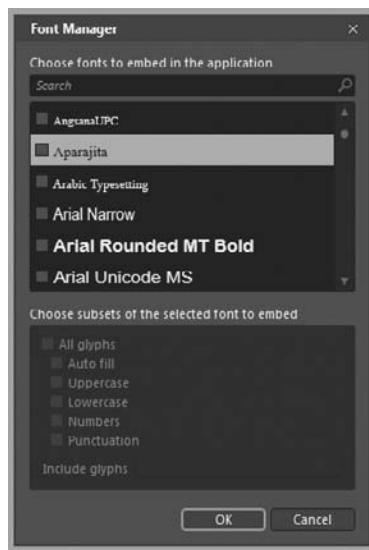 Font Manager
Choose fonts to embed in the application
Search
AngsanaUPC
Aparajita
Arabic Typesetting
Arial Narrow
Arial Rounded MT Bold
Arial Unicode MS
Choose subsets of the selected font to embed
All glyphs
Auto fill
Uppercase
Lowercase
Numbers
Punctuation
Include glyphs
OK Cancel